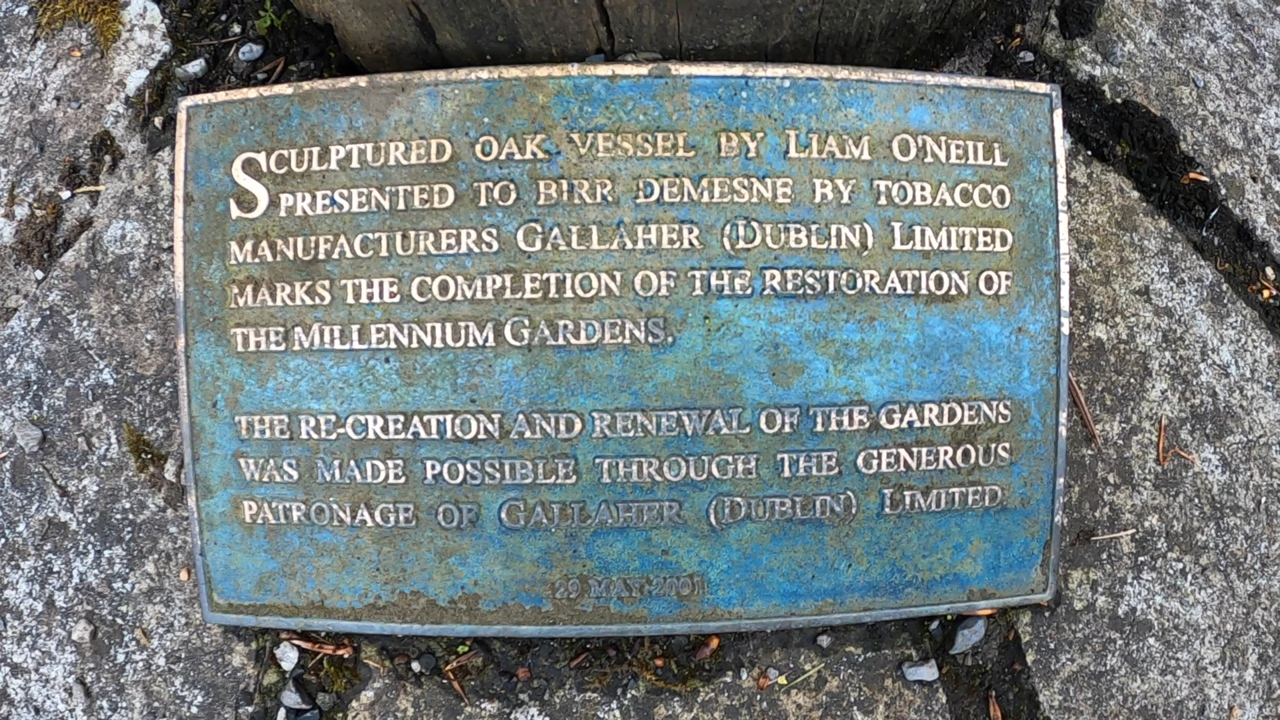 SCULPTURED OAK VESSEL BY LIAM O'NEILL
PRESENTED TO BIRR DEMESNE BY TOBACCO
MANUFACTURERS GALLAHER (DUBLIN) LIMITED
MARKS THE COMPLETION OF THE RESTORATION OF
THE MILLENNIUM GARDENS.
THE RE-CREATION AND RENEWAL OF THE GARDENS
WAS MADE POSSIBLE THROUGH THE GENEROUS
PATRONAGE OF GALLAHER (DUBLIN) LIMITED.
29 MAY 2001